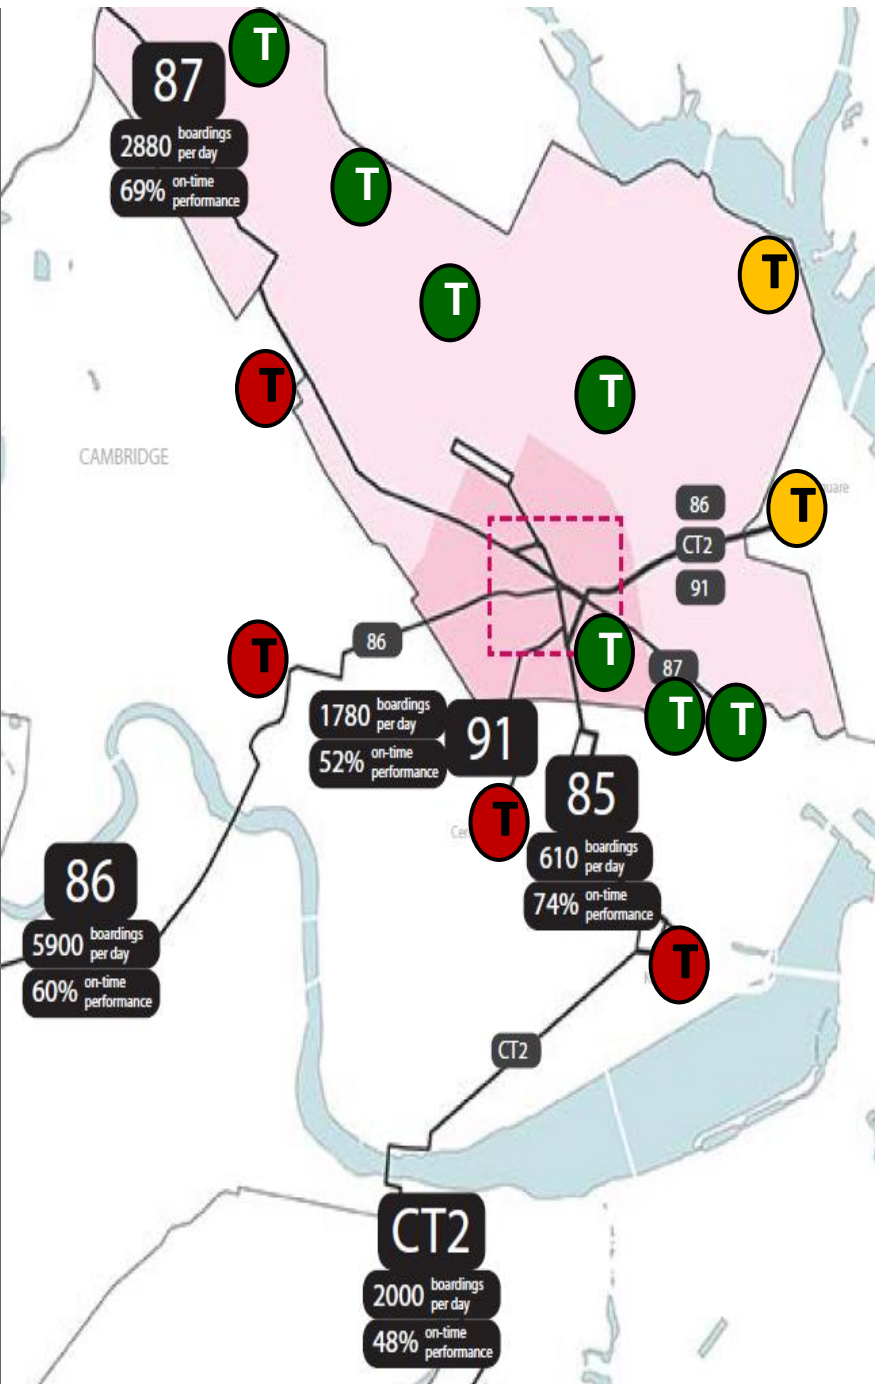 T
87
2880 boardings per day
69% on-time performance
T
T
T
T
T
CAMBRIDGE
T
uare
86
CT2
91
86
T
T
87
T
T
1780 boardings per day
52% on-time performance
91
85
610 boardings per day
74% on-time performance
Cen
T
86
5900 boardings per day
60% on-time performance
T
CT2
CT2
2000 boardings per day
48% on-time performance